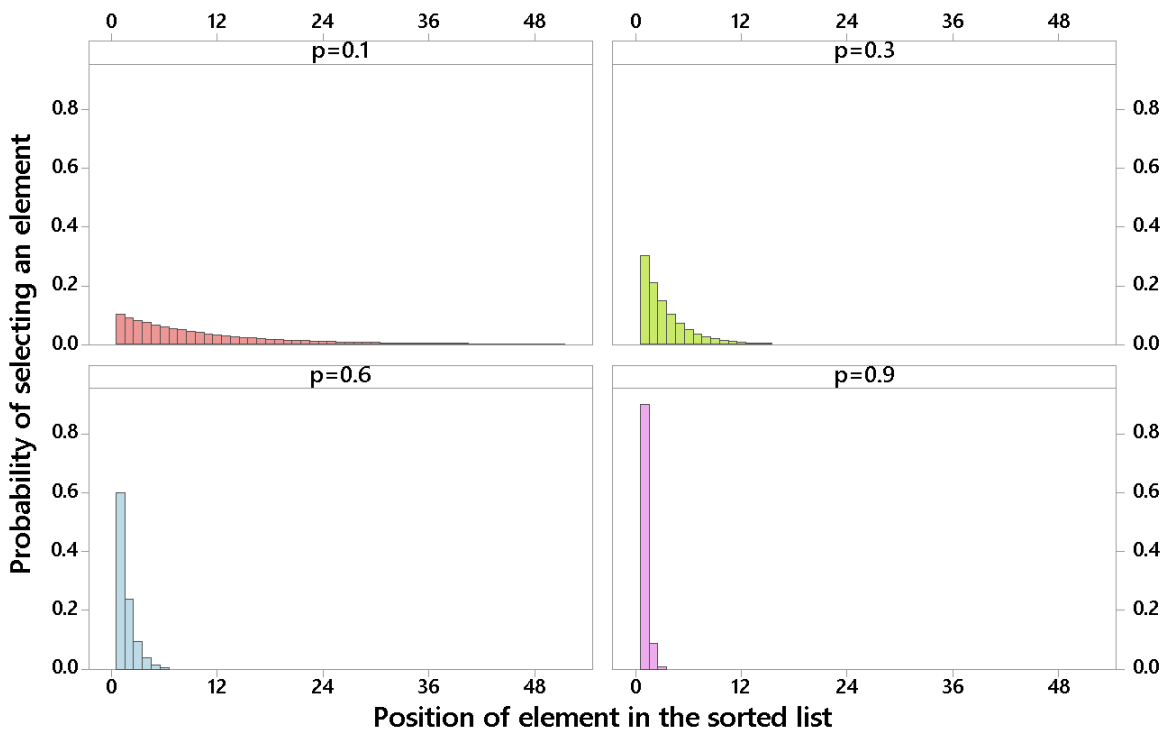 0 12 24 36 48 0 12 24 36 48
p=0.1 p=0.3
0.8 0.8
0.6 0.6
0.4 0.4
0.2 0.2
0.0 0.0
p=0.6 p=0.9
0.8 0.8
0.6 0.6
0.4 0.4
0.2 0.2
0.0 0.0
0 12 24 36 48 0 12 24 36 48
Probability of selecting an element
Position of element in the sorted list